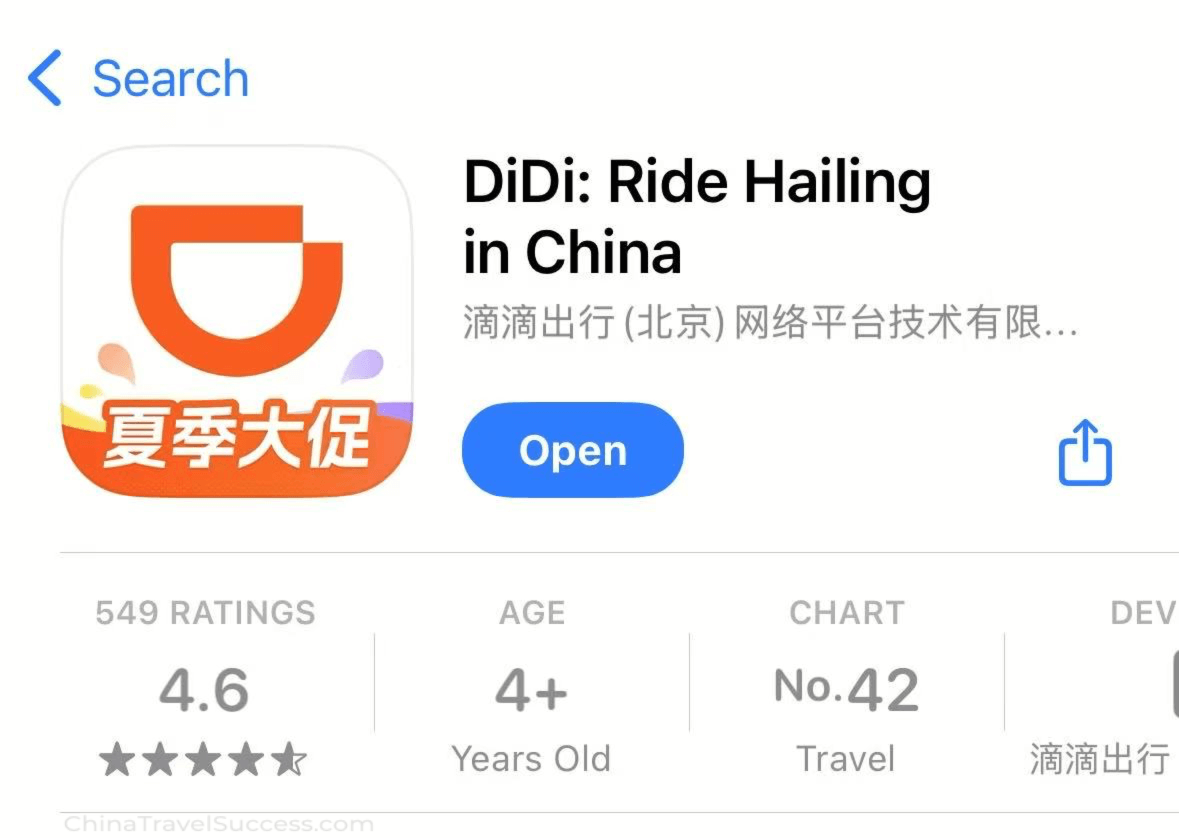 Search
DiDi: Ride Hailing
in China
滴滴出行(北京)网络平台技术有限...
夏季大促
Open
549 RATINGS
4.6
AGE
4+
Years Old
CHART
No.42
Travel
DEV
滴滴出行
ChinaTravelSuccess.com